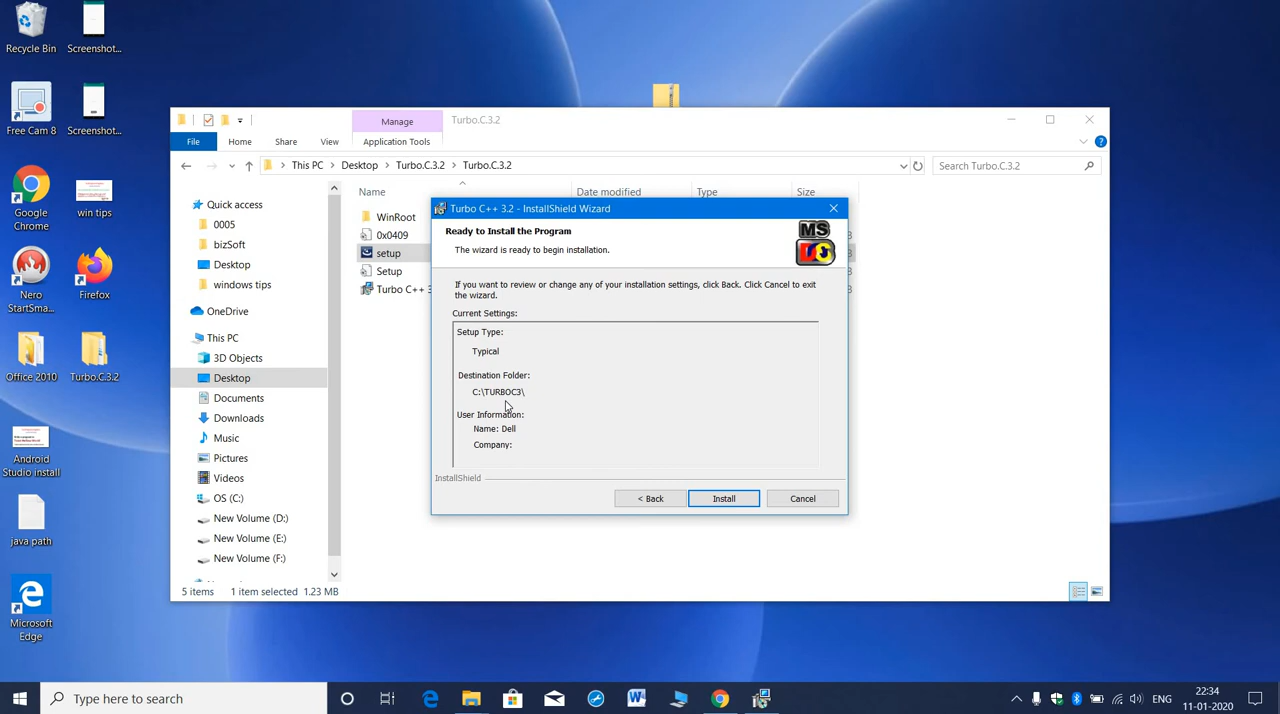 Recycle Bin
Screenshot...
Free Cam 8
Screenshot...
Google
Chrome
win tips
Nero
StartSma...
Firefox
Office 2010
Turbo.C.3.2
Android
Studio install
java path
Microsoft
Edge
Manage
Turbo.C.3.2
File
Home
Share
View
Application Tools
This PC
Desktop
Turbo.C.3.2
Turbo.C.3.2
Search Turbo.C.3.2
Name
Date modified
Type
Size
Quick access
0005
bizSoft
Desktop
windows tips
OneDrive
This PC
3D Objects
Desktop
Documents
Downloads
Music
Pictures
Videos
OS (C:)
New Volume (D:)
New Volume (E:)
New Volume (F:)
WinRoot
0x0409
setup
Setup
Turbo C++ 3
5 items
1 item selected
1.23 MB
Turbo C++ 3.2 - InstallShield Wizard
Ready to Install the Program
The wizard is ready to begin installation.
MS
If you want to review or change any of your installation settings, click Back. Click Cancel to exit
the wizard.
Current Settings:
Setup Type:
Typical
Destination Folder:
C:\TURBOC3\
User Information:
Name: Dell
Company:
InstallShield
< Back
Install
Cancel
Type here to search
ENG
22:34
11-01-2020